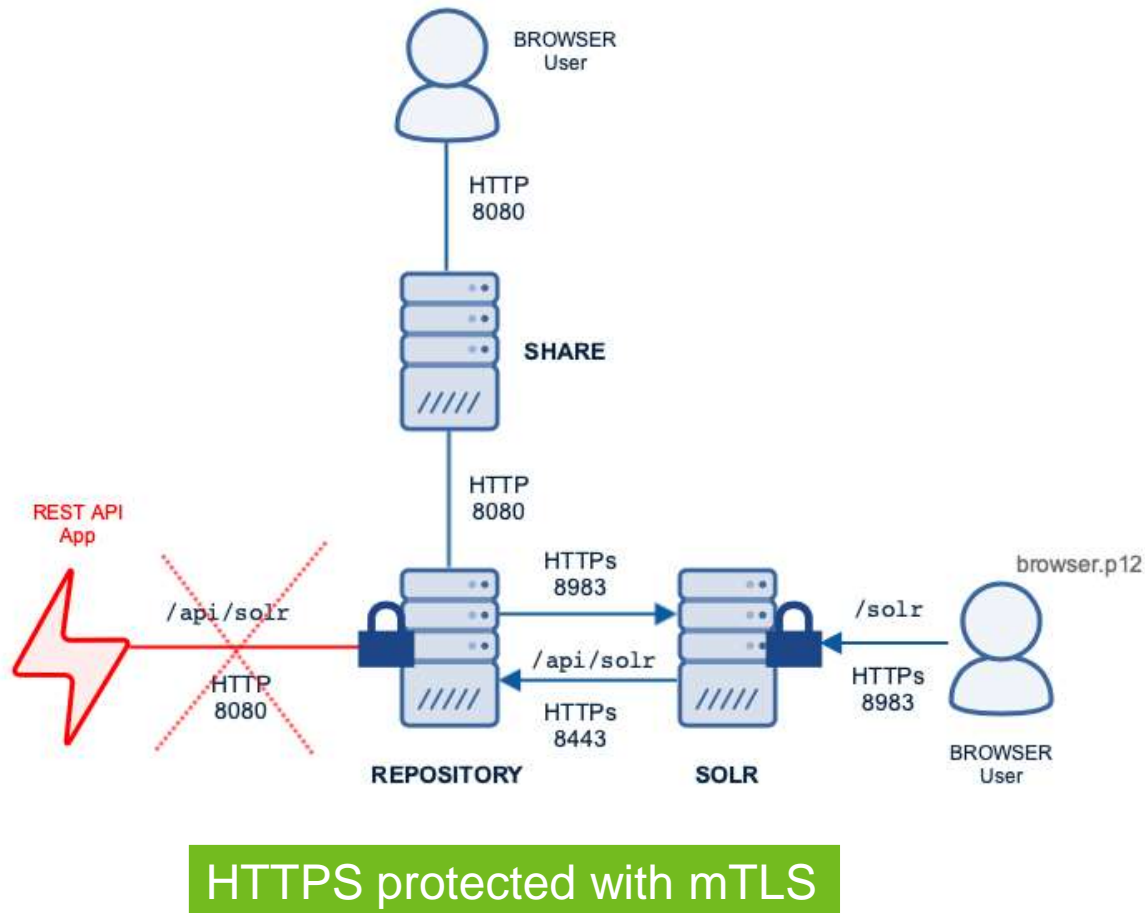 BROWSER
User
HTTP
8080
SHARE
HTTP
8080
REST API
App
/api/solr
HTTP
8080
HTTPs
8983
/api/solr
HTTPs
8443
browser.p12
/solr
HTTPs
8983
BROWSER
User
REPOSITORY
SOLR
HTTPS protected with mTLS